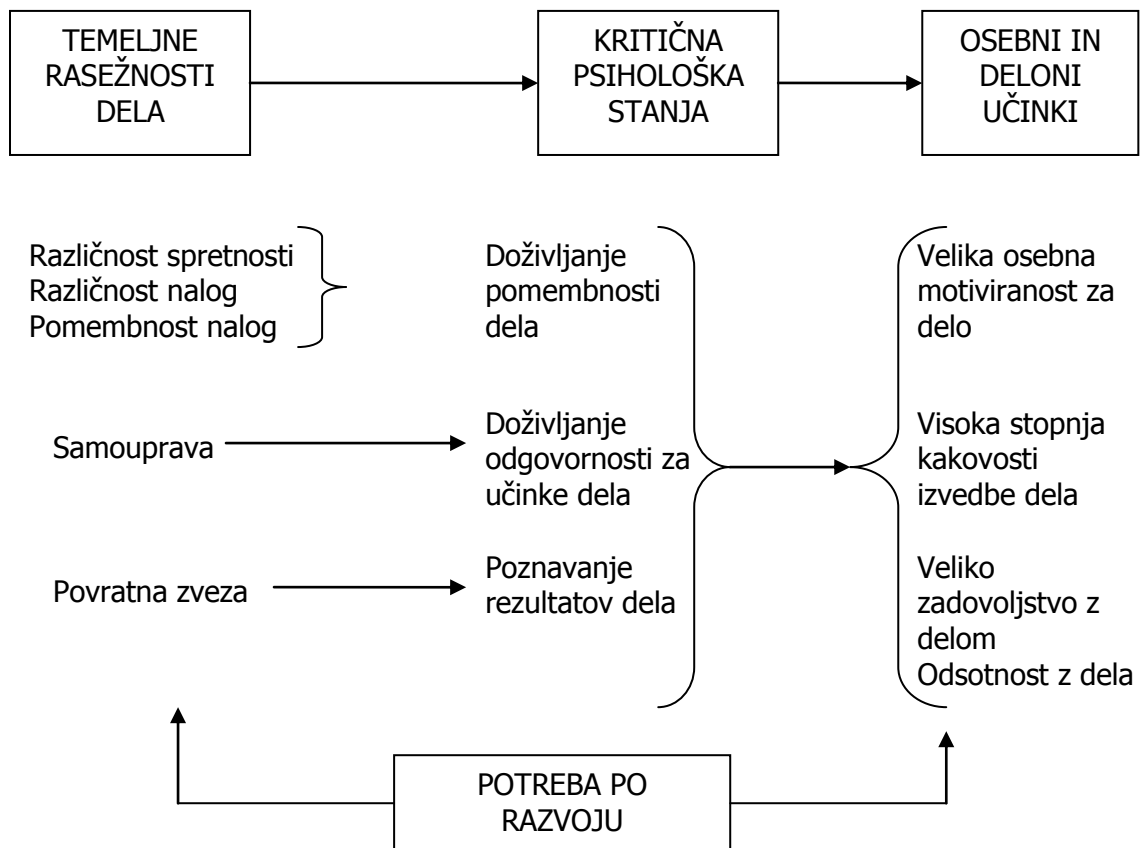 TEMELJNE
RASEŽNOSTI
DELA
KRITIČNA
PSIHOLOŠKA
STANJA
OSEBNI IN
DELONI
UČINKI
Različnost spretnosti
Različnost nalog
Pomembnost nalog
Doživljanje
pomembnosti
dela
Velika osebna
motiviranost za
delo
Samouprava
Doživljanje
odgovornosti za
učinke dela
Visoka stopnja
kakovosti
izvedbe dela
Povratna zveza
Poznavanje
rezultatov dela
Veliko
zadovoljstvo z
delom
Odsotnost z dela
POTREBA PO
RAZVOJU